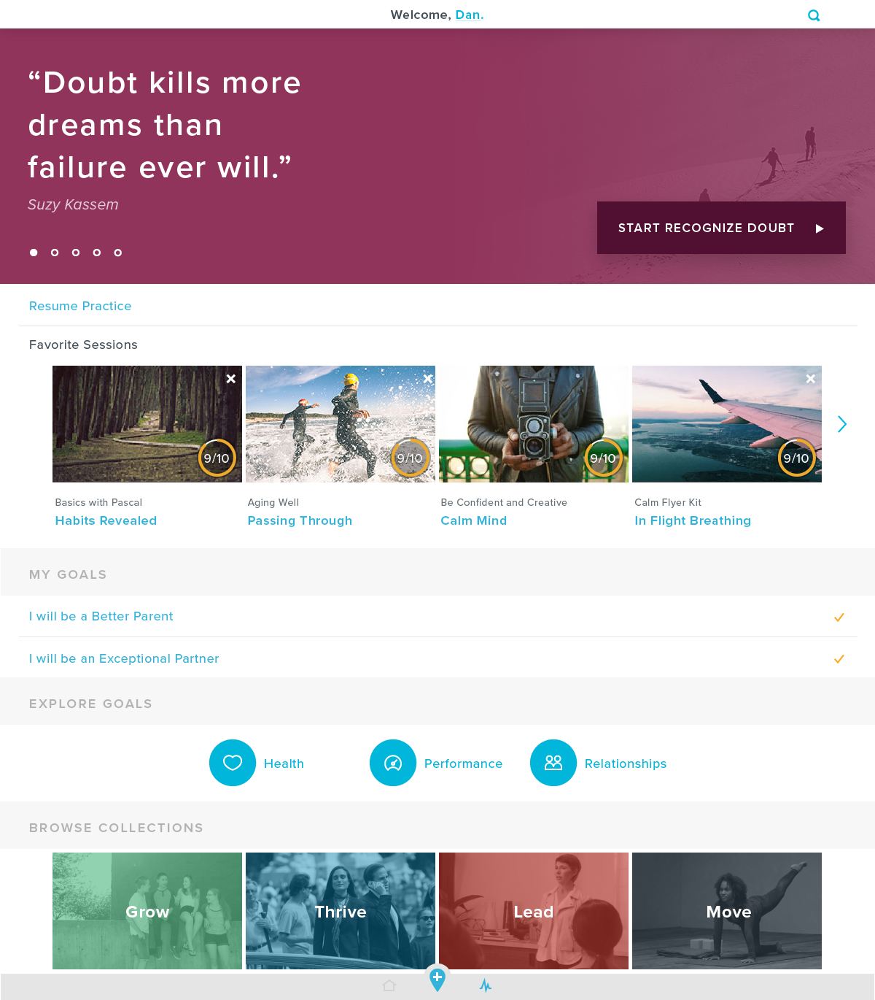 Welcome, Dan.
“Doubt kills more
dreams than
failure ever will.”
Suzy Kassem
START RECOGNIZE DOUBT
Resume Practice
Favorite Sessions
9/10
9/10
9/10
9/10
Basics with Pascal
Habits Revealed
Aging Well
Passing Through
Be Confident and Creative
Calm Mind
Calm Flyer Kit
In Flight Breathing
MY GOALS
I will be a Better Parent
I will be an Exceptional Partner
EXPLORE GOALS
Health
Performance
Relationships
BROWSE COLLECTIONS
Grow
Thrive
Lead
Move